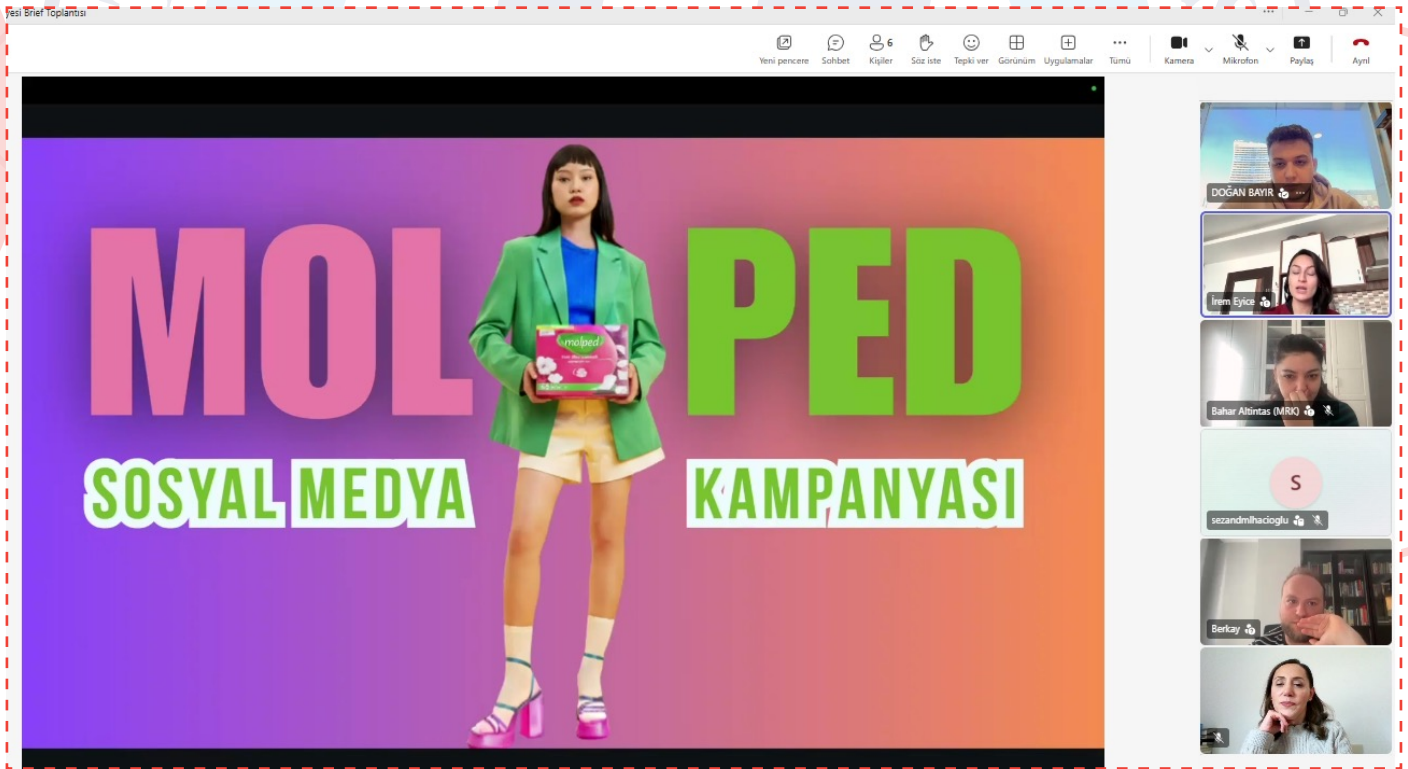 yesi Brief Toplantısı
Yeni pencere
Sohbet
6
Kişiler
Söz iste
Tepki ver
Görünüm
Uygulamalar
Tümü
Kamera
Mikrofon
Paylaş
Ayrıl
MOL PED
molped
SOSYAL MEDYA KAMPANYASI
DOĞAN BAYIR
İrem Eyice
Bahar Altintas (MRK)
S
sezandmlhacioglu
Berkay